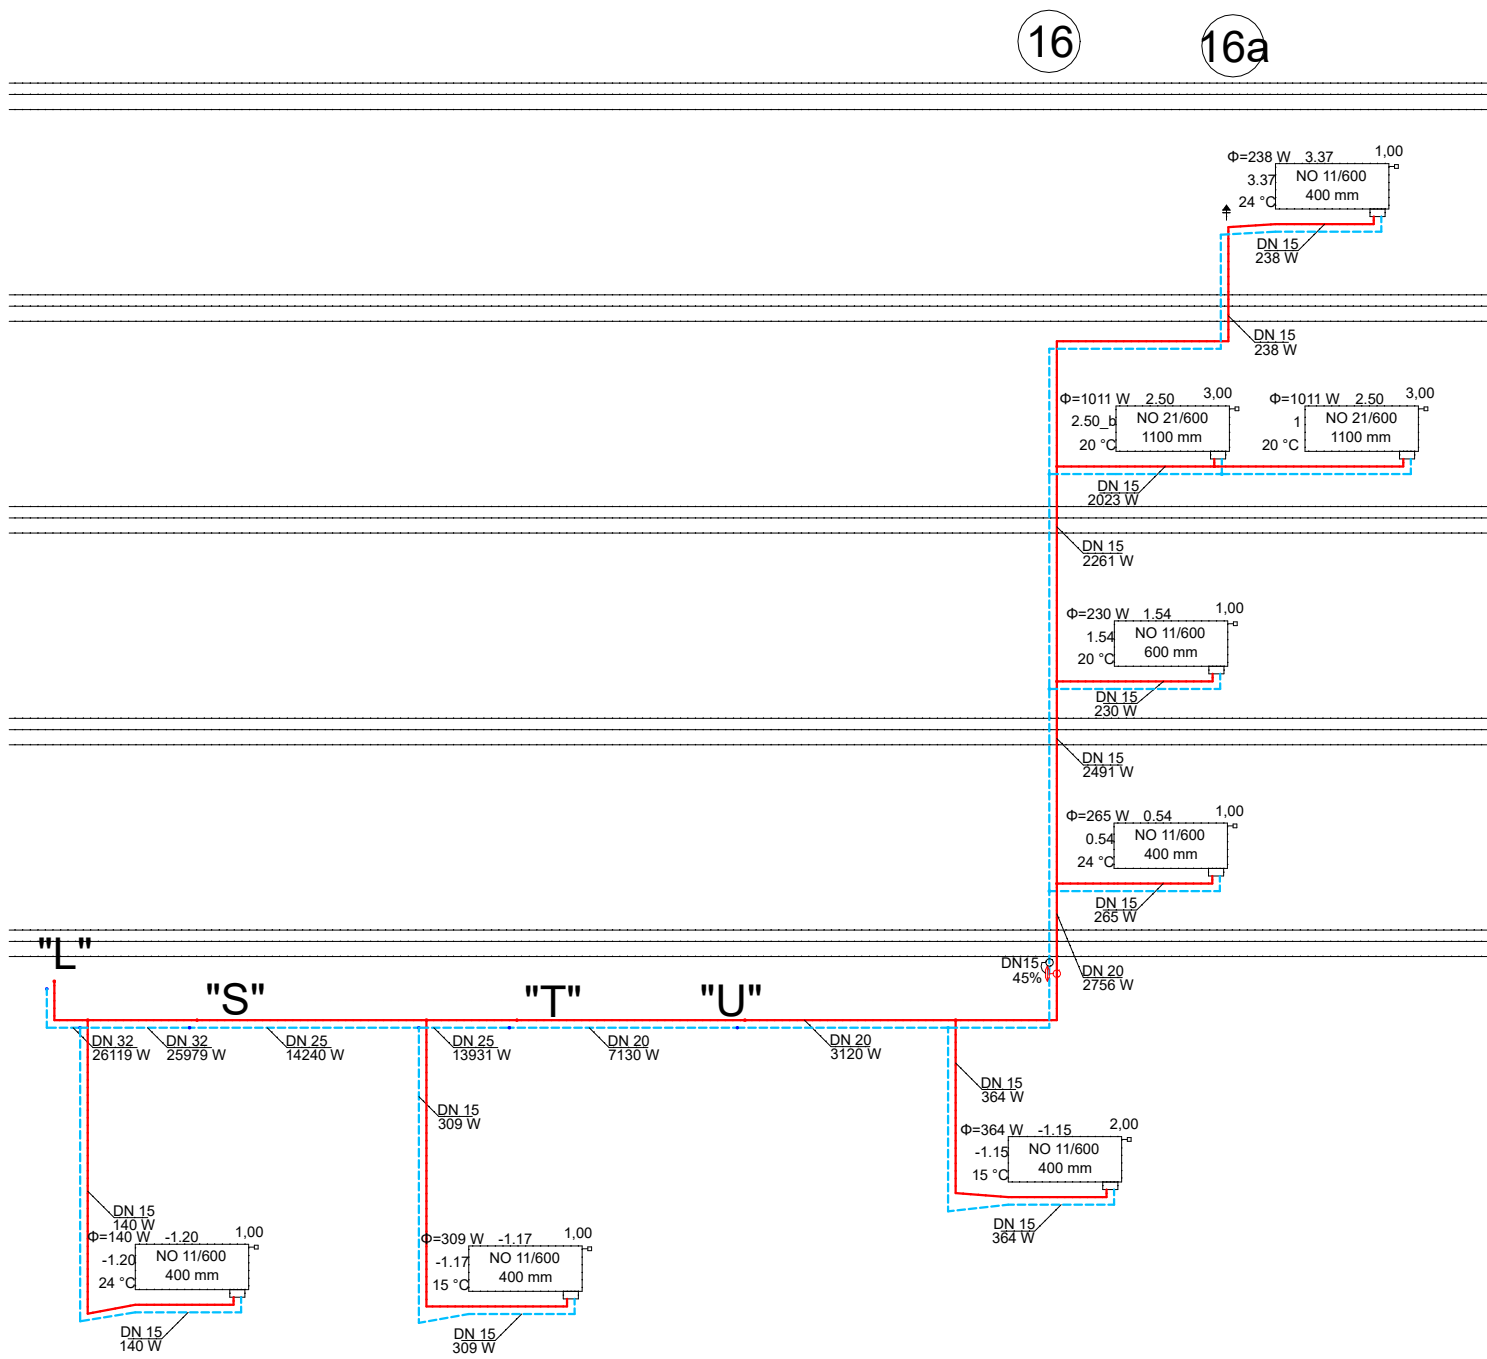 16
16a
Φ=238 W 3.37 1,00
3.37
NO 11/600
400 mm
24 °C
DN 15
238 W
DN 15
238 W
Φ=1011 W 2.50 3,00
2.50_b
NO 21/600
1100 mm
20 °C
Φ=1011 W 2.50 3,00
1
NO 21/600
1100 mm
20 °C
DN 15
2023 W
DN 15
2261 W
Φ=230 W 1.54 1,00
1.54
NO 11/600
600 mm
20 °C
DN 15
230 W
DN 15
2491 W
Φ=265 W 0.54 1,00
0.54
NO 11/600
400 mm
24 °C
DN 15
265 W
DN15
45%
DN 20
2756 W
"L"
"S"
"T"
"U"
DN 32
26119 W
DN 32
25979 W
DN 25
14240 W
DN 25
13931 W
DN 20
7130 W
DN 20
3120 W
DN 15
309 W
DN 15
364 W
Φ=364 W -1.15 2,00
-1.15
NO 11/600
400 mm
15 °C
DN 15
364 W
DN 15
140 W
Φ=140 W -1.20 1,00
-1.20
NO 11/600
400 mm
24 °C
DN 15
140 W
Φ=309 W -1.17 1,00
-1.17
NO 11/600
400 mm
15 °C
DN 15
309 W